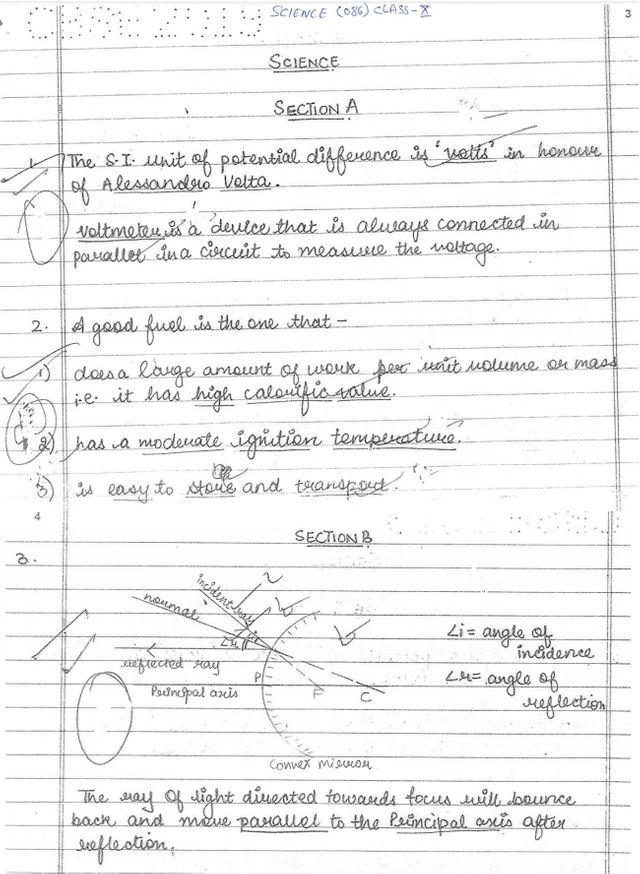 SCIENCE (086) CLASS-X
3
SCIENCE
SECTION A
1. The S.I. unit of potential difference is 'volts' in honour
of Alessandro Volta.
Voltmeter is a device that is always connected in
parallel in a circuit to measure the voltage.
2. A good fuel is the one that –
1) does a large amount of work per unit volume or mass
i.e. it has high calorific value.
2) has a moderate ignition temperature.
3) is easy to store and transport.
4
SECTION B
3.
incident ray
normal
∠i
∠r
reflected ray
Principal axis
P
F
C
∠i = angle of
incidence
∠r = angle of
reflection
Convex mirror
The ray Of light directed towards focus will bounce
back and move parallel to the Principal axis after
reflection.